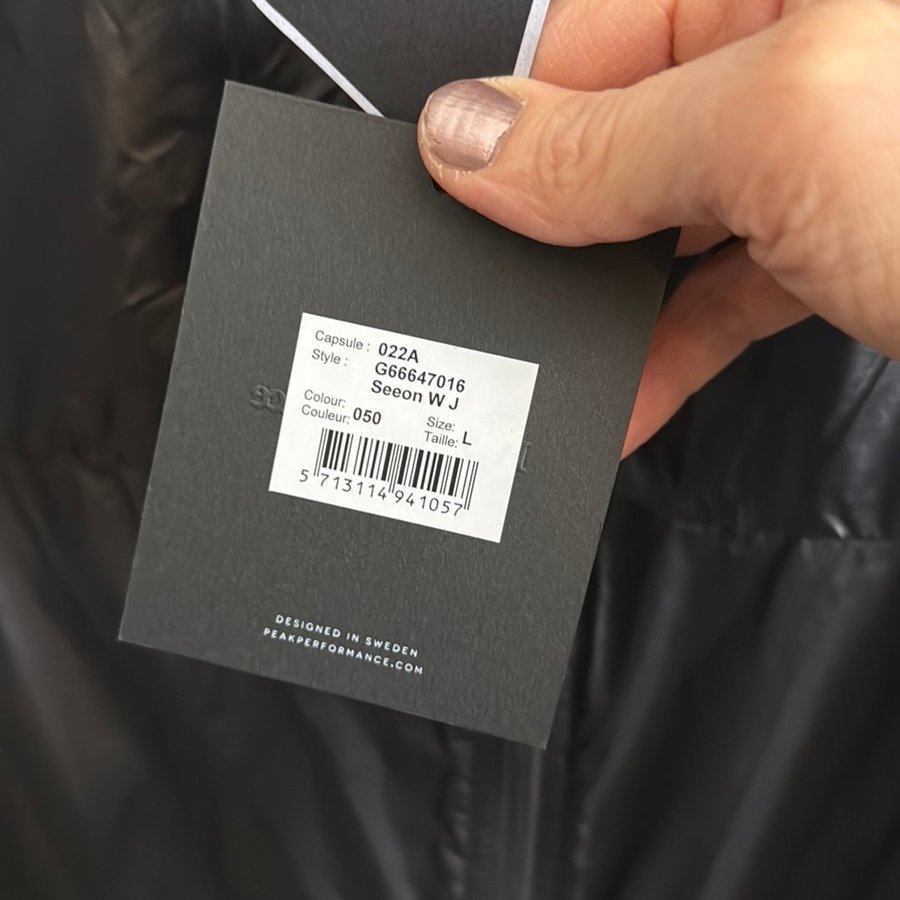 Capsule : 022A
Style : G66647016
Seeon W J
Colour:
Couleur: 050
Size:
Taille: L
5 713114 941057
DESIGNED IN SWEDEN
PEAKPERFORMANCE.COM